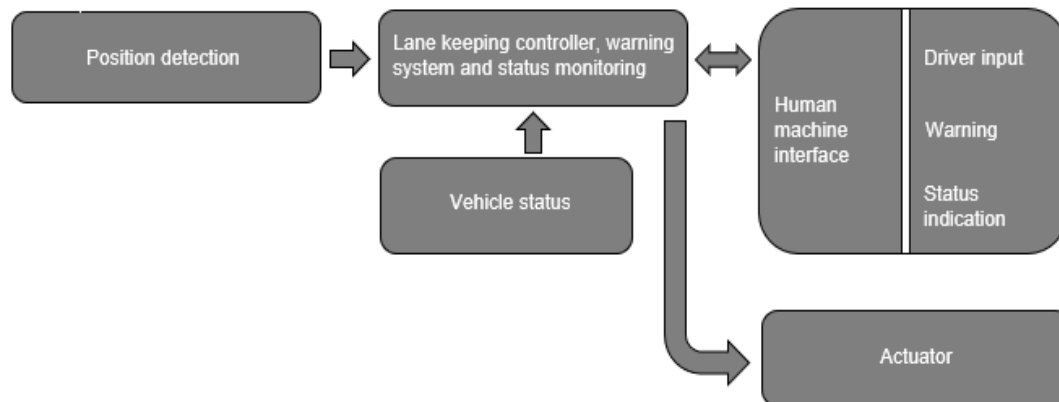 Position detection
Lane keeping controller, warning
system and status monitoring
Vehicle status
Human
machine
interface
Driver input
Warning
Status
indication
Actuator